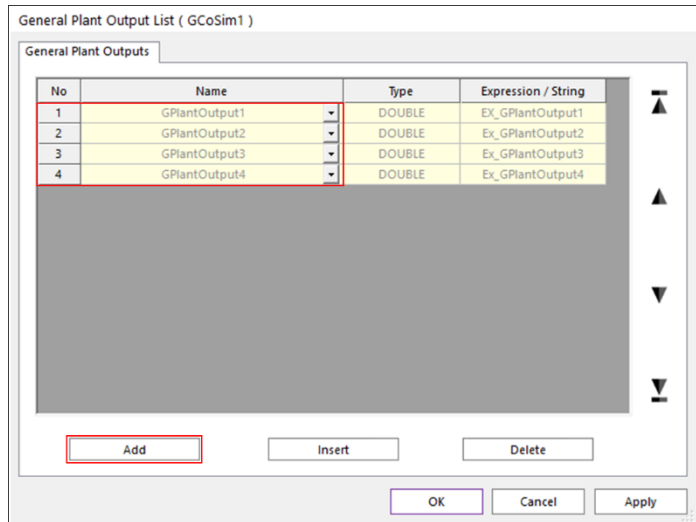 General Plant Output List ( GCoSim1 )
General Plant Outputs
No Name Type Expression / String
1 GPlantOutput1 DOUBLE EX_GPlantOutput1
2 GPlantOutput2 DOUBLE Ex_GPlantOutput2
3 GPlantOutput3 DOUBLE Ex_GPlantOutput3
4 GPlantOutput4 DOUBLE Ex_GPlantOutput4
Add Insert Delete
OK Cancel Apply